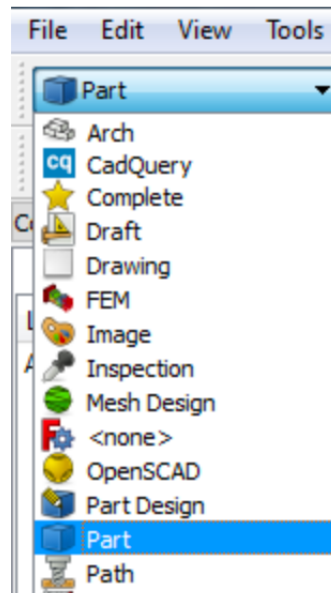 File Edit View Tools
Part
Arch
cq CadQuery
Complete
Draft
Drawing
FEM
Image
Inspection
Mesh Design
<none>
OpenSCAD
Part Design
Part
Path